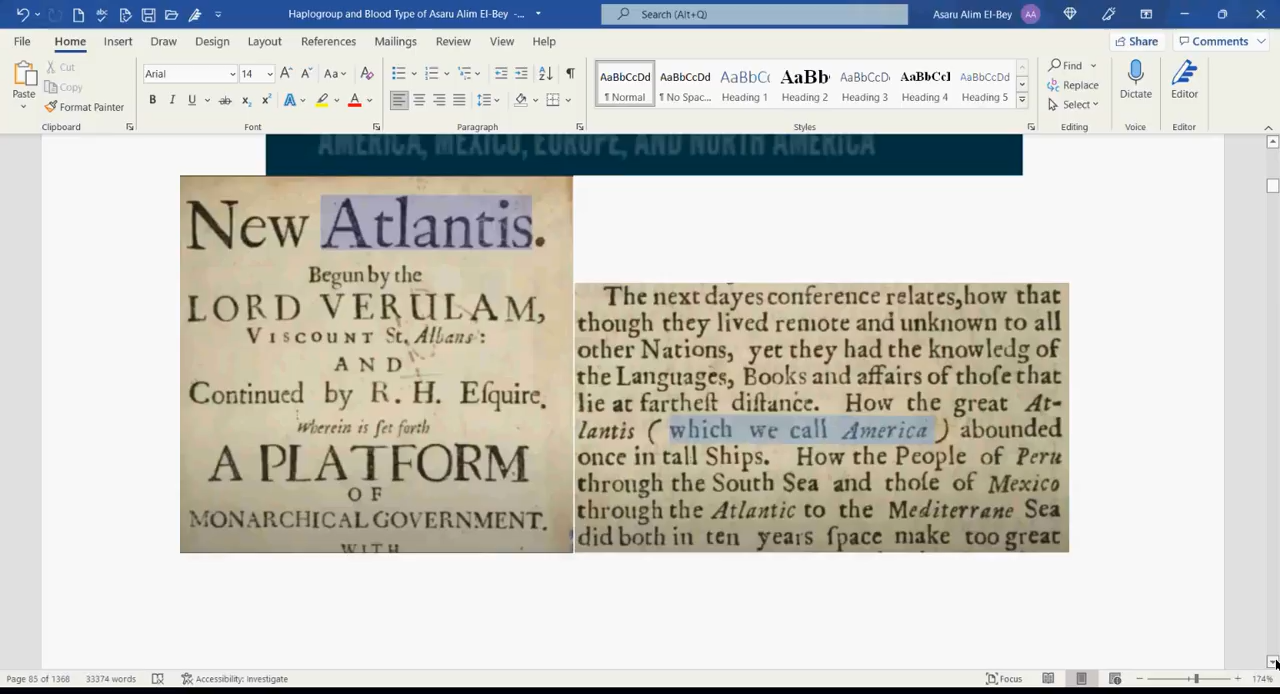 Haplogroup and Blood Type of Asaru Alim El-Bey -...
Search (Alt+Q)
Asaru Alim El-Bey
AA
File
Home
Insert
Draw
Design
Layout
References
Mailings
Review
View
Help
Share
Comments
Paste
Cut
Copy
Format Painter
Clipboard
Arial
14
Font
Paragraph
AaBbCcDd
¶ Normal
AaBbCcDd
¶ No Spac...
AaBbC(
Heading 1
AaBb
Heading 2
AaBbCcD
Heading 3
AaBbCcl
Heading 4
AaBbCcDd
Heading 5
Styles
Find
Replace
Select
Editing
Dictate
Voice
Editor
Editor
AMERICA, MEXICO, EUROPE, AND NORTH AMERICA
New Atlantis.
Begun by the
LORD VERULAM,
VISCOUNT St. Albans:
AND
Continued by R. H. Eſquire.
Wherein is ſet forth
A PLATFORM
OF
MONARCHICAL GOVERNMENT.
WITH
The next dayes conference relates, how that
though they lived remote and unknown to all
other Nations, yet they had the knowledg of
the Languages, Books and affairs of thoſe that
lie at fartheſt diſtance. How the great At-
lantis ( which we call America ) abounded
once in tall Ships. How the People of Peru
through the South Sea and thoſe of Mexico
through the Atlantic to the Mediterrane Sea
did both in ten years ſpace make too great
Page 85 of 1368
33374 words
Accessibility: Investigate
Focus
174%